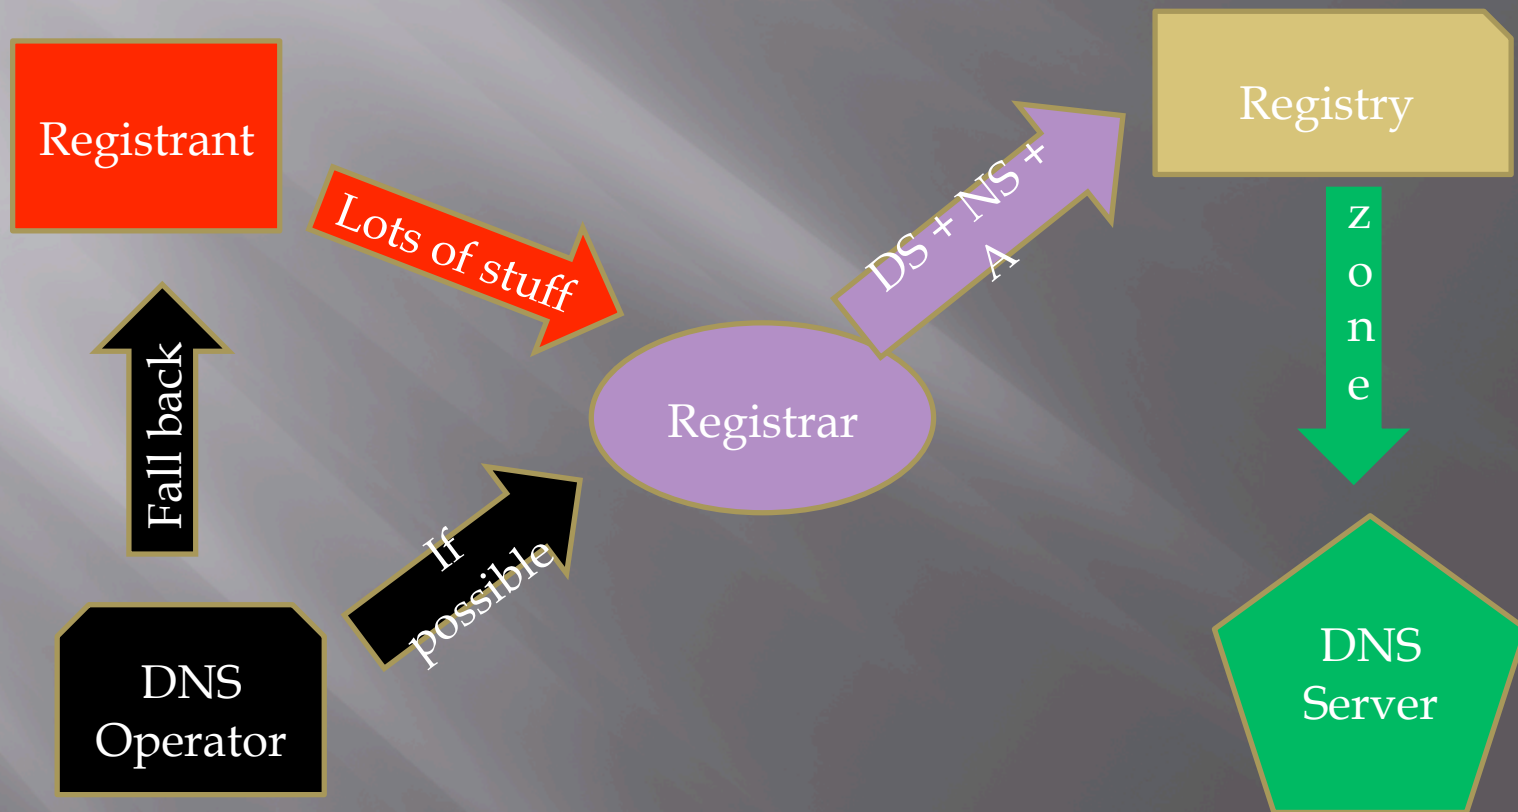 Registrant
Lots of stuff
Fall back
DNS
Operator
If
possible
Registrar
DS + NS +
A
Registry
z
o
n
e
DNS
Server